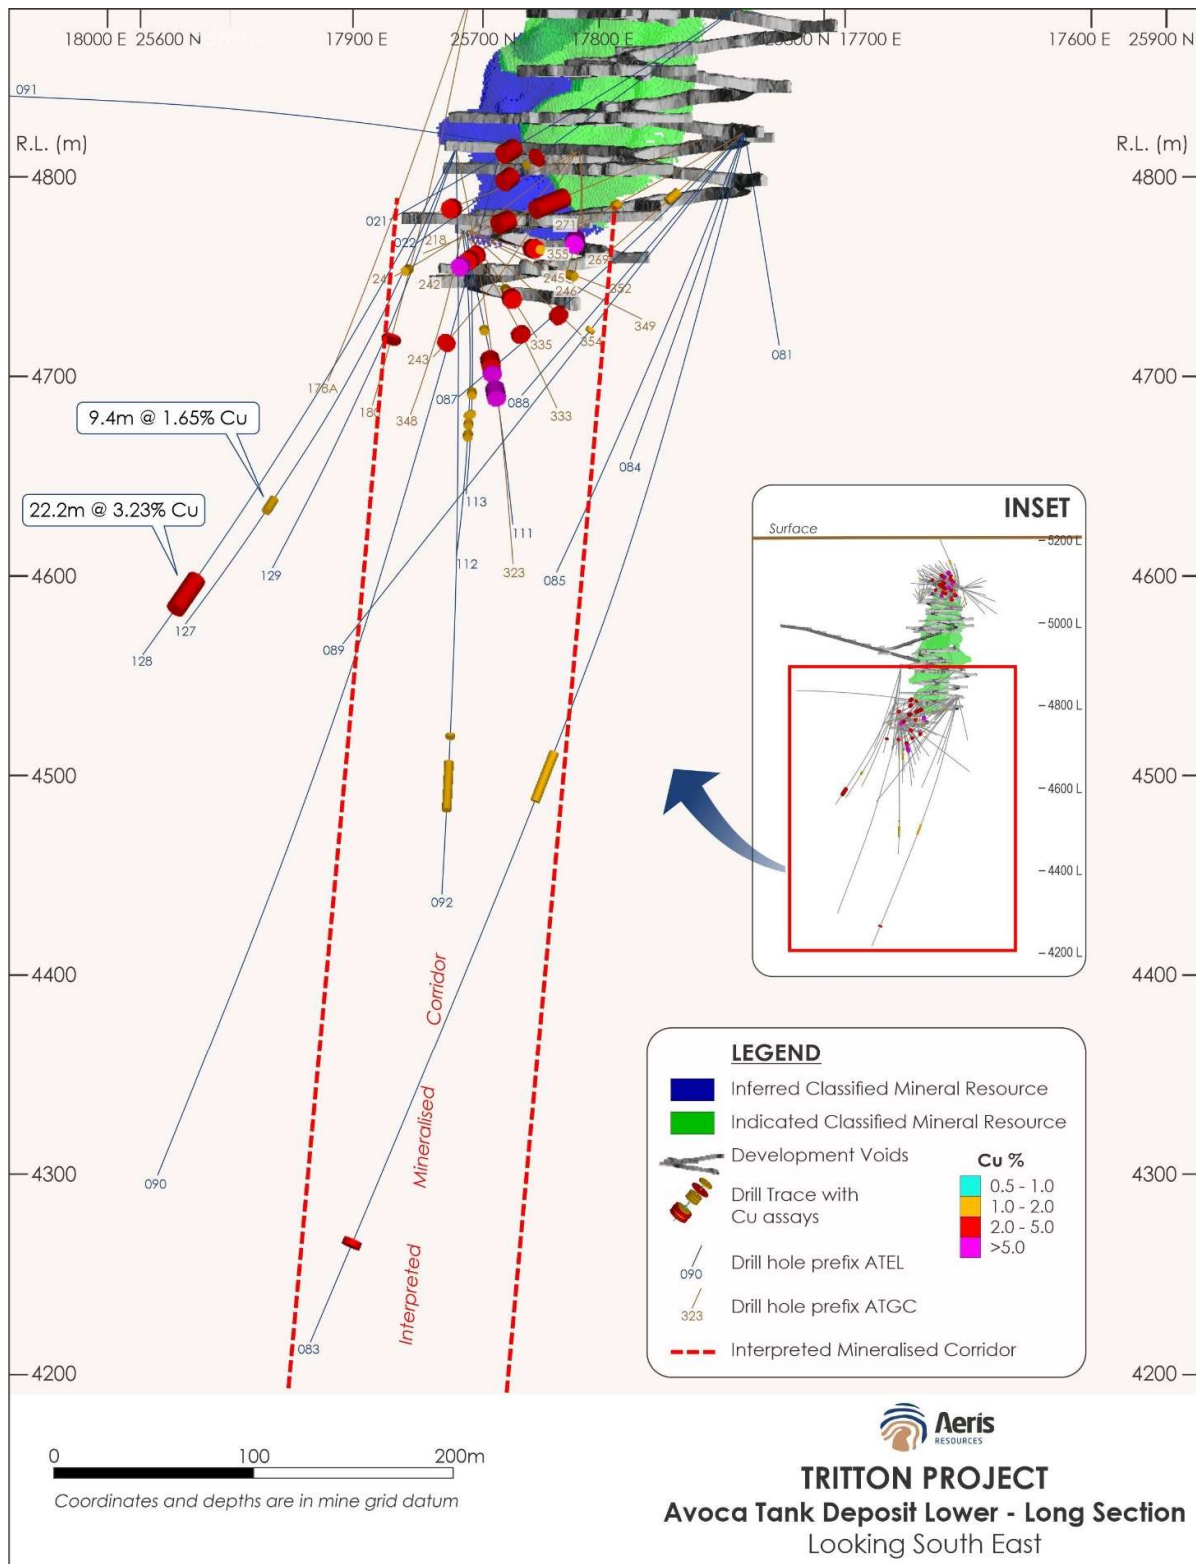 18000 E 25600 N 17900 E 25700 N 17800 E 17700 E 17600 E 25900 N
091
R.L. (m) R.L. (m)
4800 4800
021
022
218
271
355
269
241
242
245
246
352
349
243
335
354
081
4700 4700
178A
348
087
088
333
9.4m @ 1.65% Cu
084
113
22.2m @ 3.23% Cu
111
112
323
4600 4600
129
085
127
089
128
INSET
Surface
5200 L
5000 L
4800 L
4600 L
4400 L
4200 L
4500 4500
092
4400 4400
Interpreted Mineralised Corridor
4300 4300
090
083
4200 4200
LEGEND
Inferred Classified Mineral Resource
Indicated Classified Mineral Resource
Development Voids
Drill Trace with
Cu assays
Cu %
0.5 - 1.0
1.0 - 2.0
2.0 - 5.0
>5.0
090 Drill hole prefix ATEL
323 Drill hole prefix ATGC
Interpreted Mineralised Corridor
0 100 200m
Coordinates and depths are in mine grid datum
Aeris
RESOURCES
TRITTON PROJECT
Avoca Tank Deposit Lower - Long Section
Looking South East